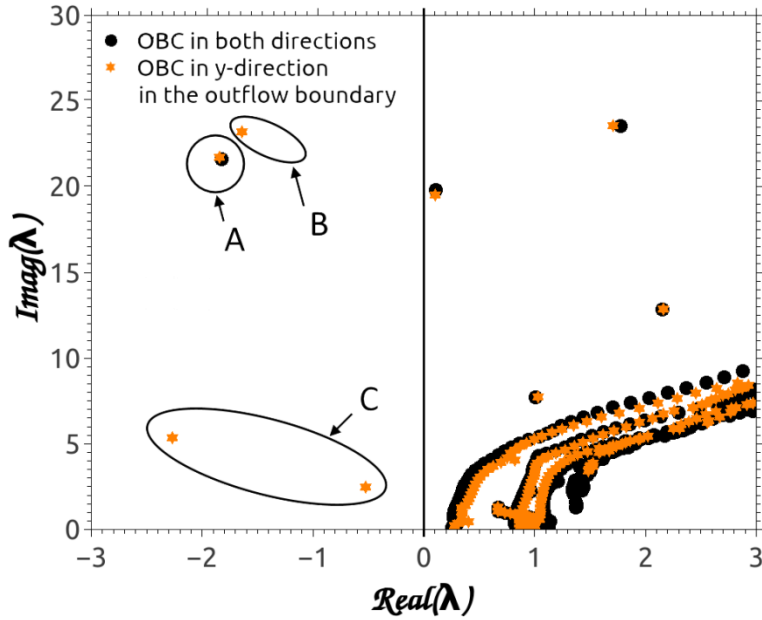 30
25
20
15
10
5
0
Imag(λ)
OBC in both directions
OBC in y-direction
in the outflow boundary
A
B
C
−3
−2
−1
0
1
2
3
Real(λ)